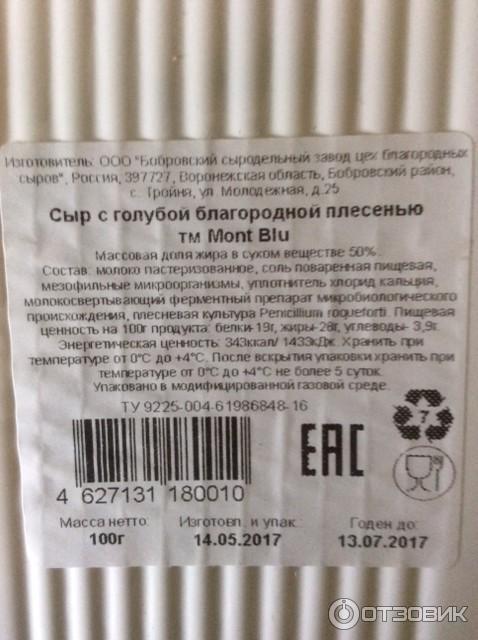 Изготовитель: ООО "Бобровский сыродельный завод цех благородных
сыров", Россия, 397727, Воронежская область, Бобровский район,
с. Тройня, ул. Молодежная, д.25
Сыр с голубой благородной плесенью
тм Mont Blu
Массовая доля жира в сухом веществе 50%.
Состав: молоко пастеризованное, соль поваренная пищевая,
мезофильные микроорганизмы, уплотнитель хлорид кальция,
молокосвертывающий ферментный препарат микробиологического
происхождения, плесневая культура Penicillium roqueforti. Пищевая
ценность на 100г продукта: белки-19г, жиры-28г, углеводы- 3,9г.
Энергетическая ценность: 343ккал/ 1433кДж. Хранить при
температуре от 0°С до +4°С. После вскрытия упаковки хранить при
температуре от 0°С до +4°С не более 5 суток.
Упаковано в модифицированной газовой среде.
ТУ 9225-004-61986848-16
7
ЕАС
4 627131 180010
Масса нетто: Изготовл. и упак.: Годен до:
100г 14.05.2017 13.07.2017
ОТЗОВИК